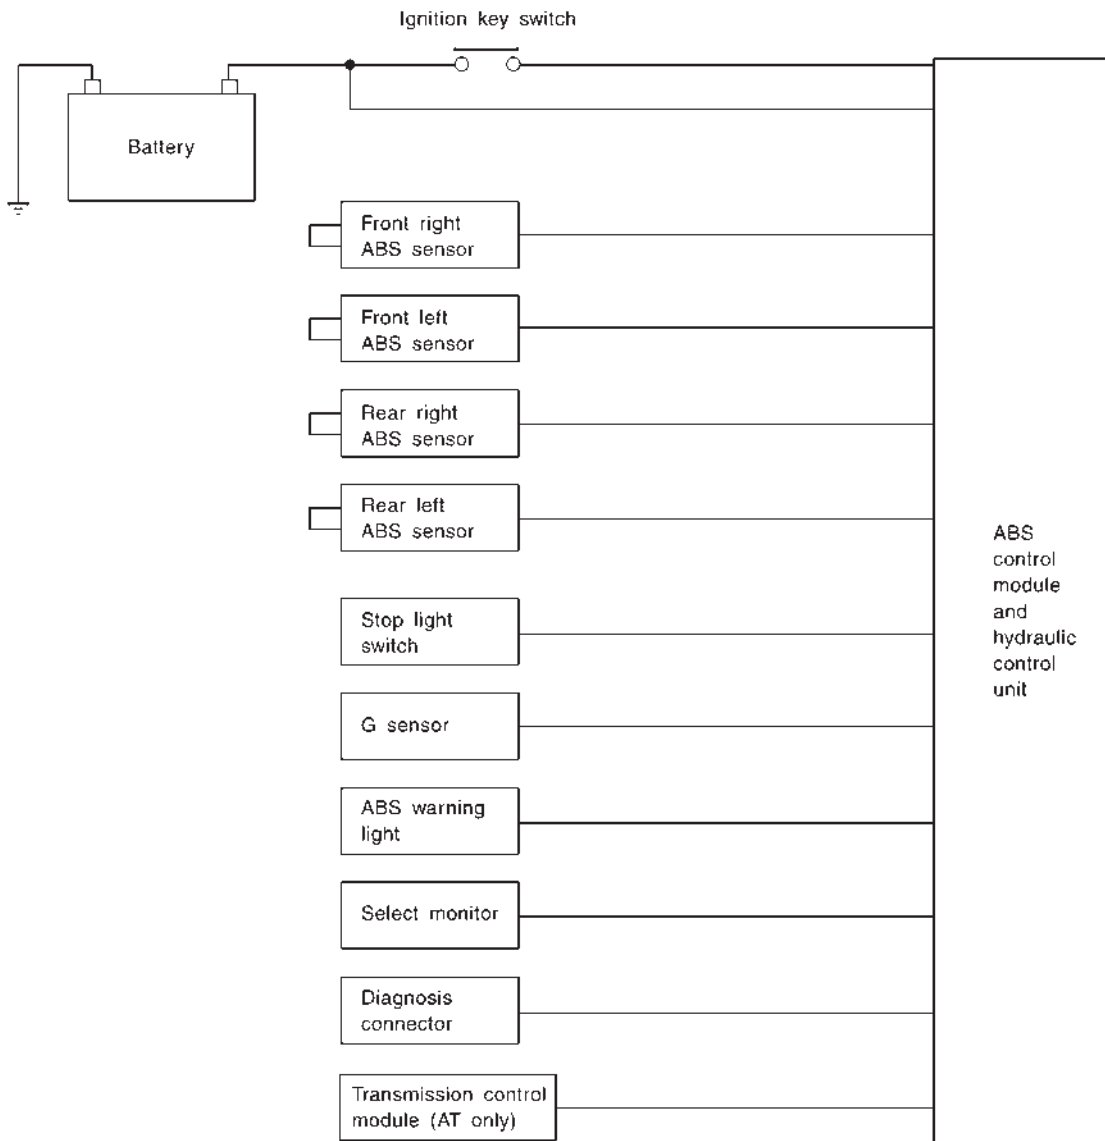 Ignition key switch
Battery
Front right
ABS sensor
Front left
ABS sensor
Rear right
ABS sensor
Rear left
ABS sensor
Stop light
switch
G sensor
ABS warning
light
Select monitor
Diagnosis
connector
Transmission control
module (AT only)
ABS
control
module
and
hydraulic
control
unit